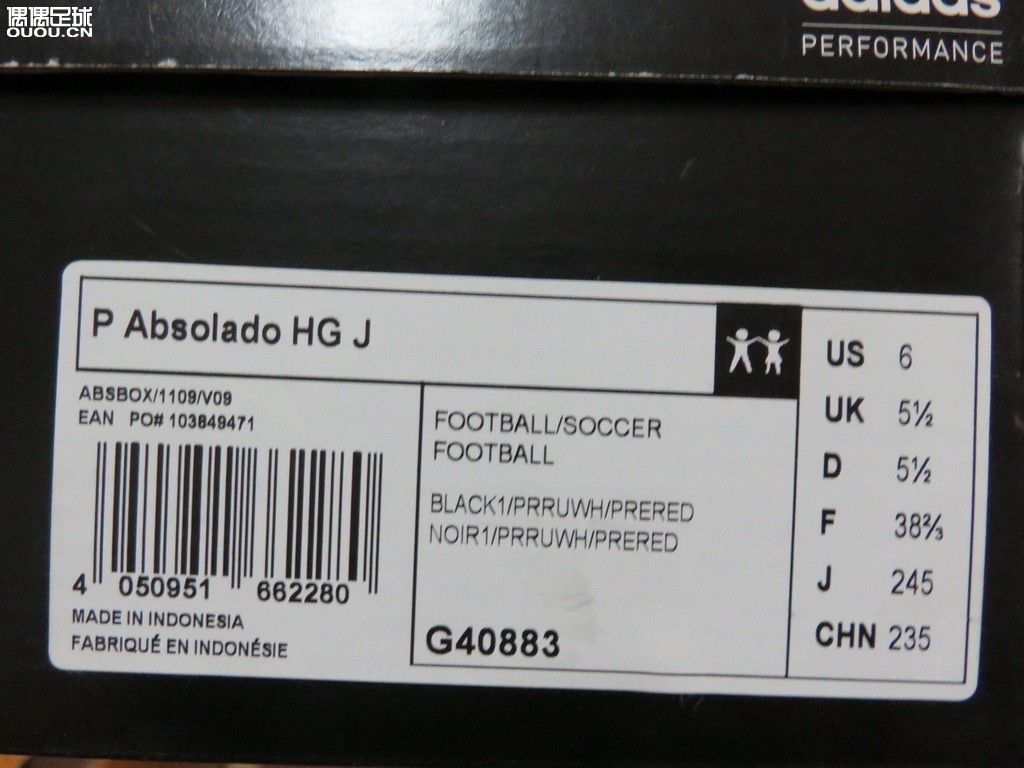 偶偶足球
OUOU.CN
adidas
PERFORMANCE
P Absolado HG J
ABSBOX/1109/V09
EAN PO# 103849471
4 050951 662280
MADE IN INDONESIA
FABRIQUÉ EN INDONÉSIE
FOOTBALL/SOCCER
FOOTBALL
BLACK1/PRRUWH/PRERED
NOIR1/PRRUWH/PRERED
G40883
US 6
UK 5½
D 5½
F 38⅔
J 245
CHN 235